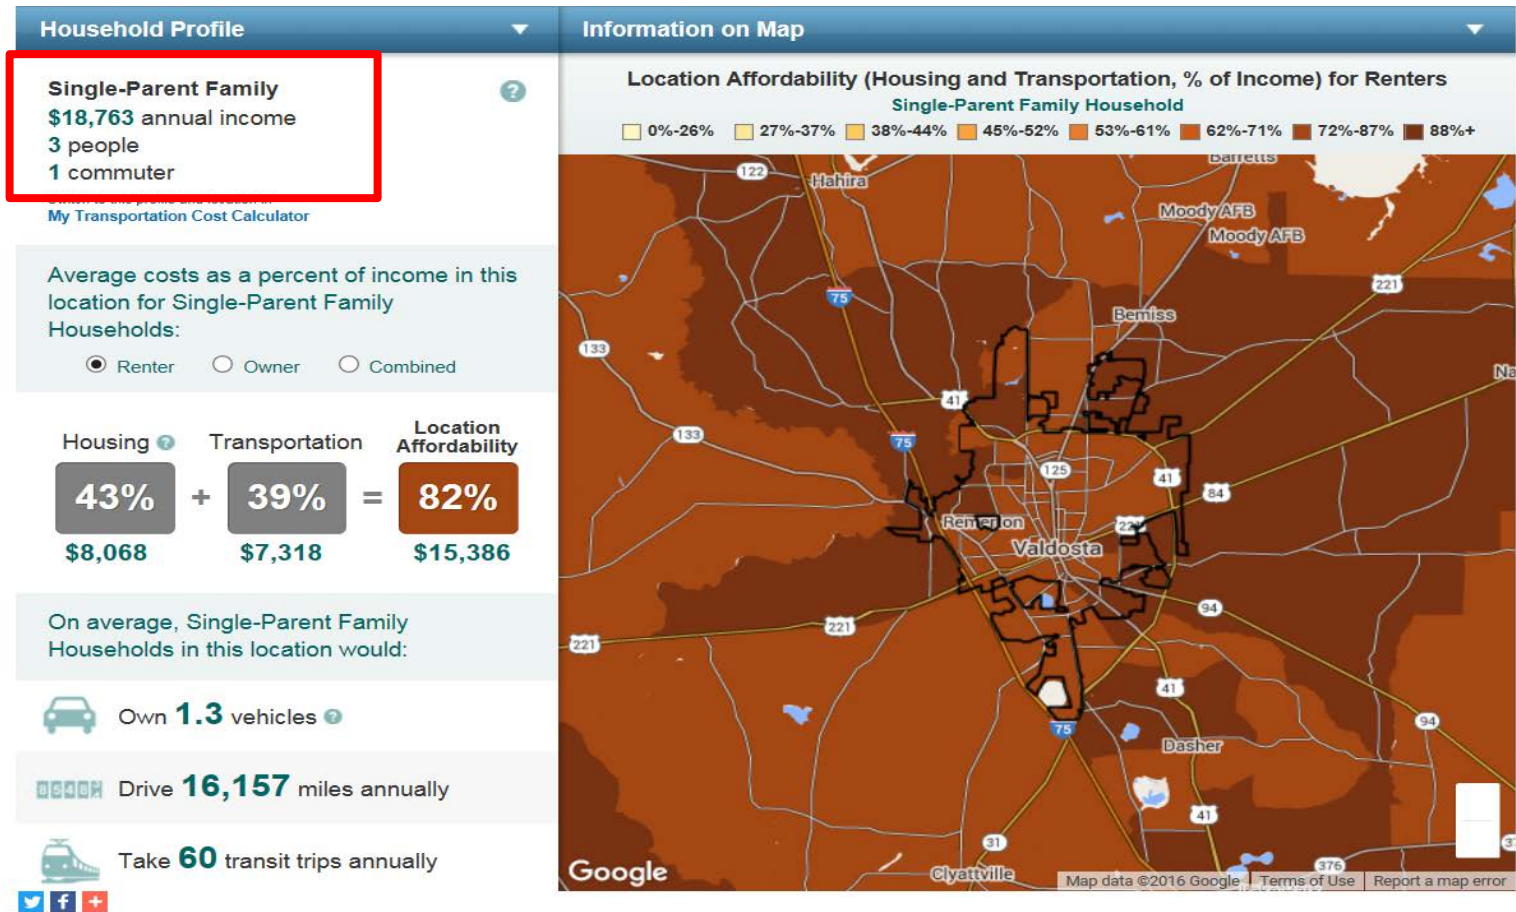 Household Profile
Single-Parent Family
$18,763 annual income
3 people
1 commuter
My Transportation Cost Calculator
Average costs as a percent of income in this
location for Single-Parent Family
Households:
Renter Owner Combined
Housing Transportation Location
Affordability
43% + 39% = 82%
$8,068 $7,318 $15,386
On average, Single-Parent Family
Households in this location would:
Own 1.3 vehicles
Drive 16,157 miles annually
Take 60 transit trips annually
Information on Map
Location Affordability (Housing and Transportation, % of Income) for Renters
Single-Parent Family Household
0%-26% 27%-37% 38%-44% 45%-52% 53%-61% 62%-71% 72%-87% 88%+
Barretts
122
Hahira
Moody AFB
Moody AFB
221
75
Bemiss
133
Na
41
133
75
125
41
84
Remerton
221
Valdosta
94
221
221
41
94
75
Dasher
41
31
376
Clyattville
Google
Map data ©2016 Google Terms of Use Report a map error